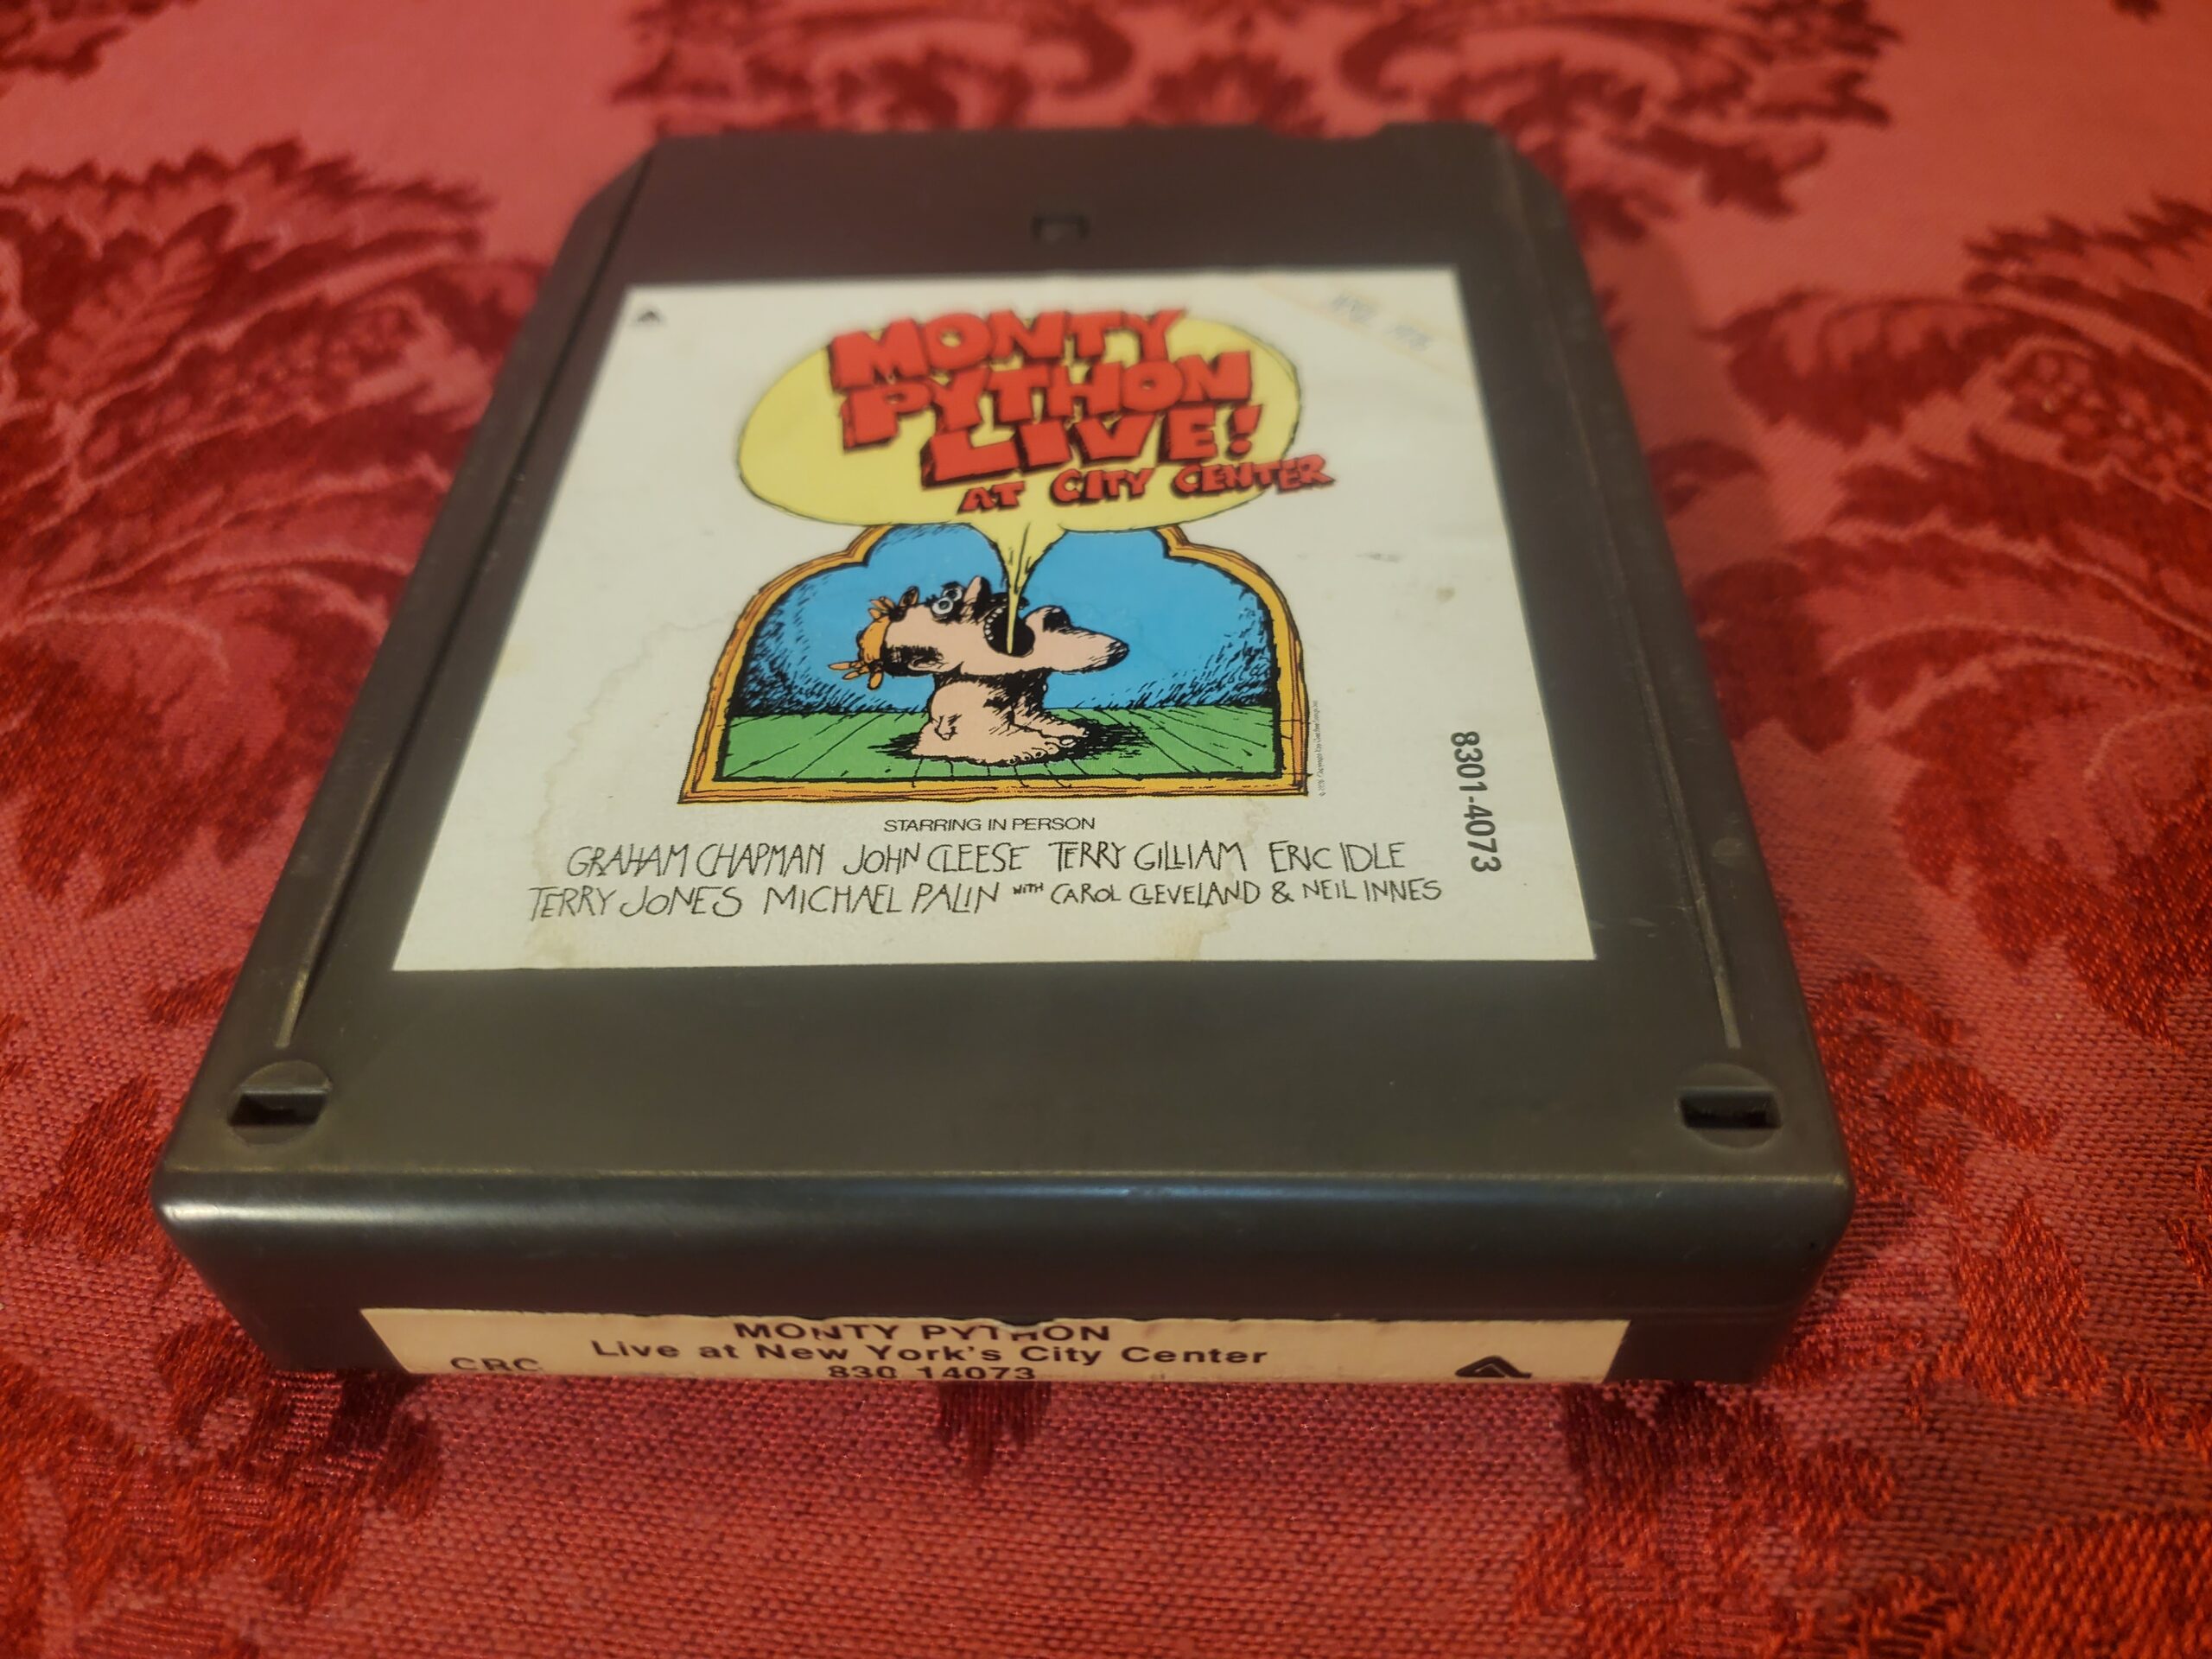 MONTY
PYTHON
LIVE!
AT CITY CENTER
8301-4073
STARRING IN PERSON
GRAHAM CHAPMAN JOHN CLEESE TERRY GILLIAM ERIC IDLE
TERRY JONES MICHAEL PALIN WITH CAROL CLEVELAND & NEIL INNES
MONTY PYTHON
Live at New York's City Center
CRC
830 14073